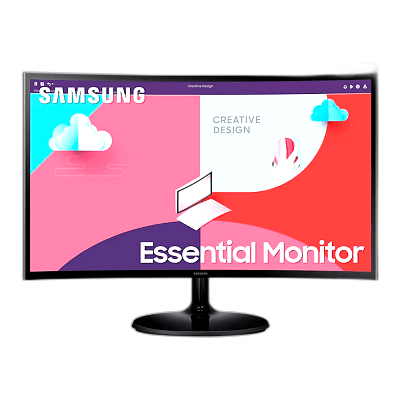 Creative Design
SAMSUNG
CREATIVE
DESIGN
Essential Monitor
SAMSUNG